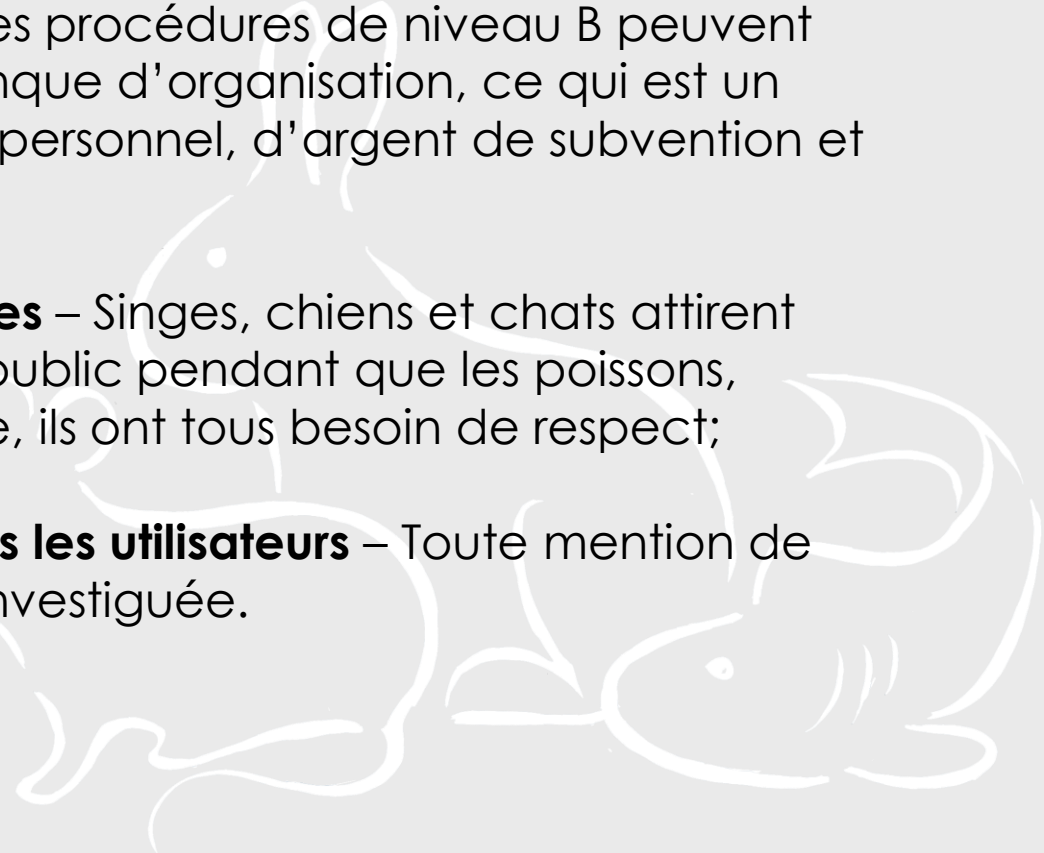 es procédures de niveau B peuvent
nque d’organisation, ce qui est un
personnel, d’argent de subvention et
es – Singes, chiens et chats attirent
public pendant que les poissons,
e, ils ont tous besoin de respect;
s les utilisateurs – Toute mention de
nvestiguée.